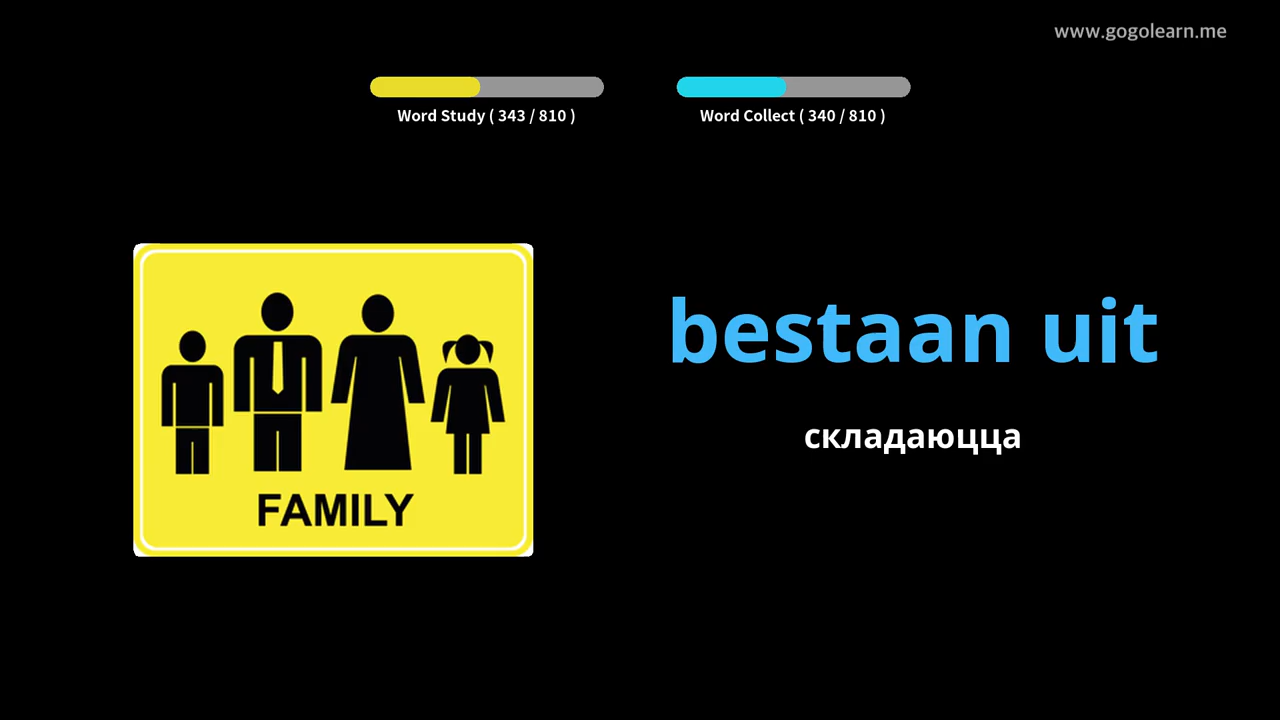 www.gogolearn.me
Word Study ( 343 / 810 )
Word Collect ( 340 / 810 )
FAMILY
bestaan uit
складаюцца